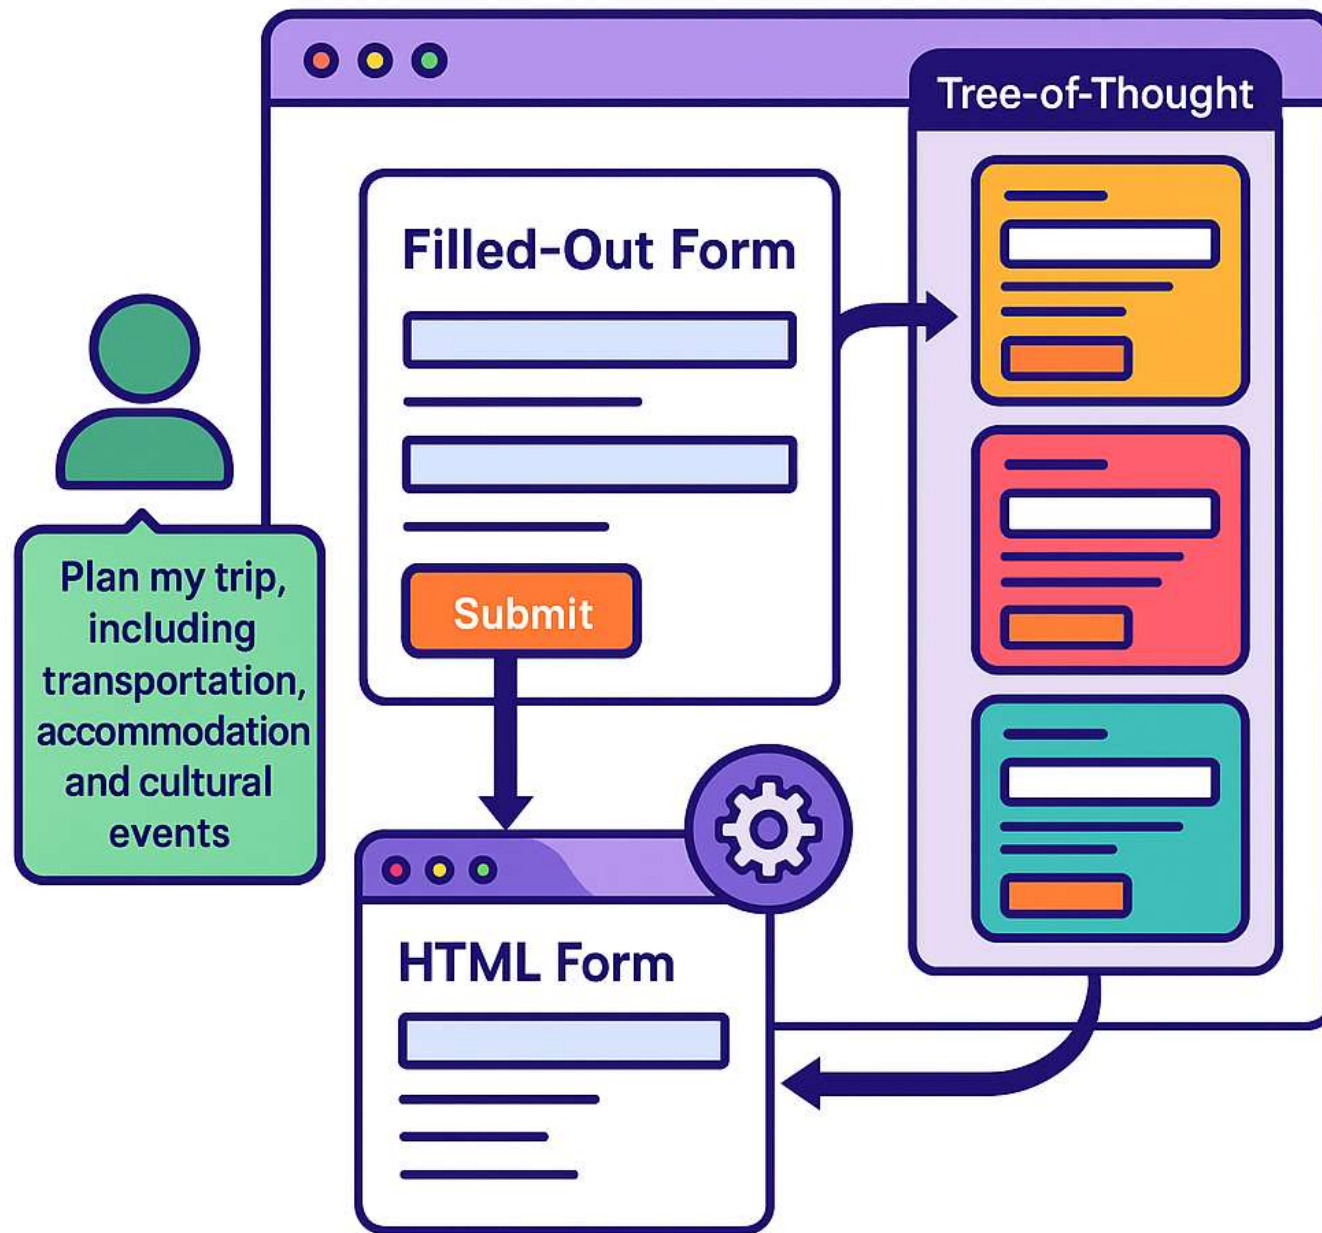 Tree-of-Thought
Filled-Out Form
Submit
Plan my trip,
including
transportation,
accommodation
and cultural
events
HTML Form